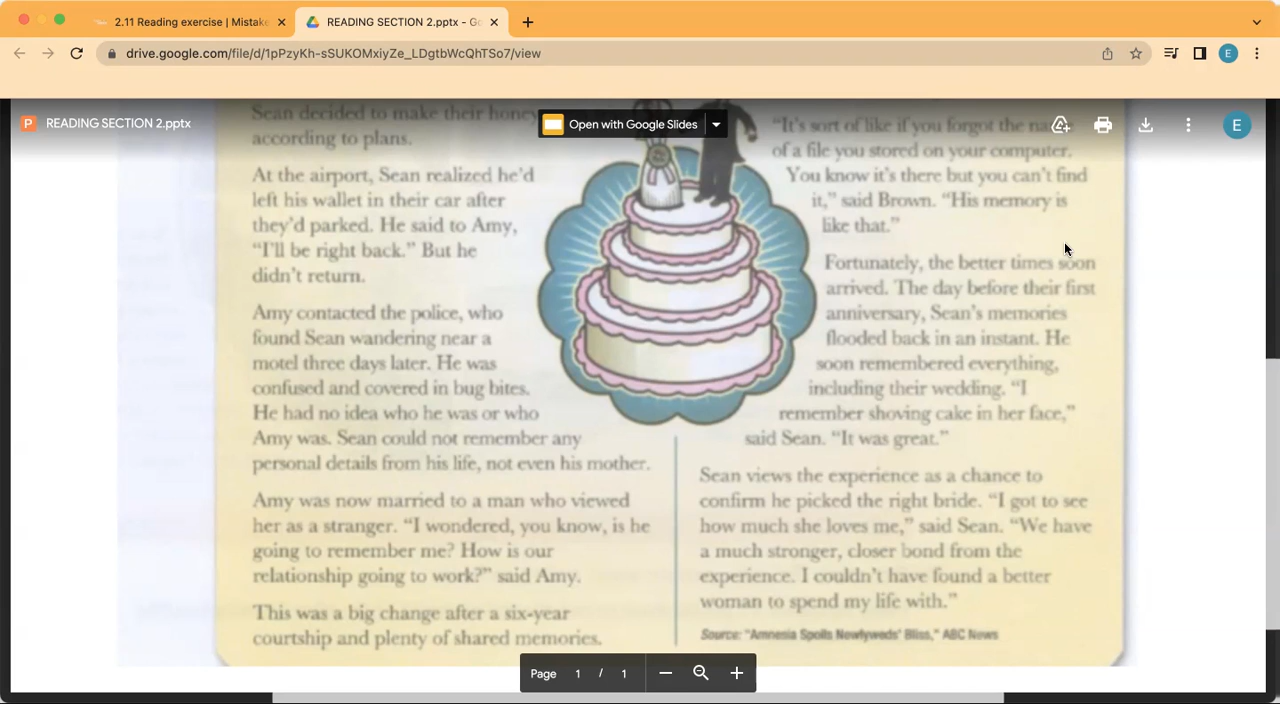 2.11 Reading exercise | Mistake
READING SECTION 2.pptx - Go
drive.google.com/file/d/1pPzyKh-sSUKOMxiyZe_LDgtbWcQhTSo7/view
E
P
READING SECTION 2.pptx
Open with Google Slides
E
Sean decided to make their honey
according to plans.
At the airport, Sean realized he'd
left his wallet in their car after
they'd parked. He said to Amy,
"I'll be right back." But he
didn't return.
Amy contacted the police, who
found Sean wandering near a
motel three days later. He was
confused and covered in bug bites.
He had no idea who he was or who
Amy was. Sean could not remember any
personal details from his life, not even his mother.
Amy was now married to a man who viewed
her as a stranger. "I wondered, you know, is he
going to remember me? How is our
relationship going to work?" said Amy.
This was a big change after a six-year
courtship and plenty of shared memories.
"It's sort of like if you forgot the na
of a file you stored on your computer.
You know it's there but you can't find
it," said Brown. "His memory is
like that."
Fortunately, the better times soon
arrived. The day before their first
anniversary, Sean's memories
flooded back in an instant. He
soon remembered everything,
including their wedding. "I
remember shoving cake in her face,"
said Sean. "It was great."
Sean views the experience as a chance to
confirm he picked the right bride. "I got to see
how much she loves me," said Sean. "We have
a much stronger, closer bond from the
experience. I couldn't have found a better
woman to spend my life with."
Source: "Amnesia Spoils Newlyweds' Bliss," ABC News
Page 1 / 1